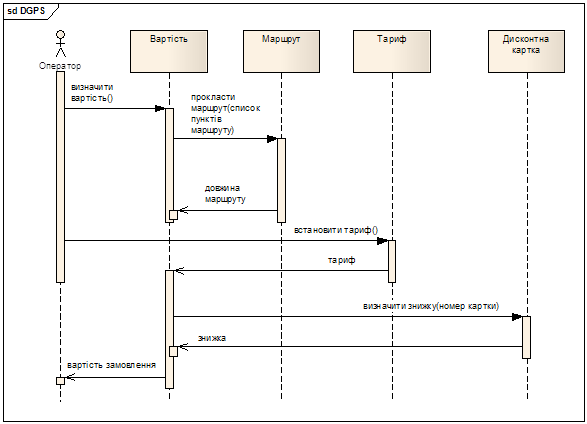 sd DGPS
Оператор
Вартість
Маршрут
Тариф
Дисконтна
картка
визначити
вартість()
прокласти
маршрут(список
пунктів
маршруту)
довжина
маршруту
встановити тариф()
тариф
визначити знижку(номер картки)
знижка
вартість замовлення